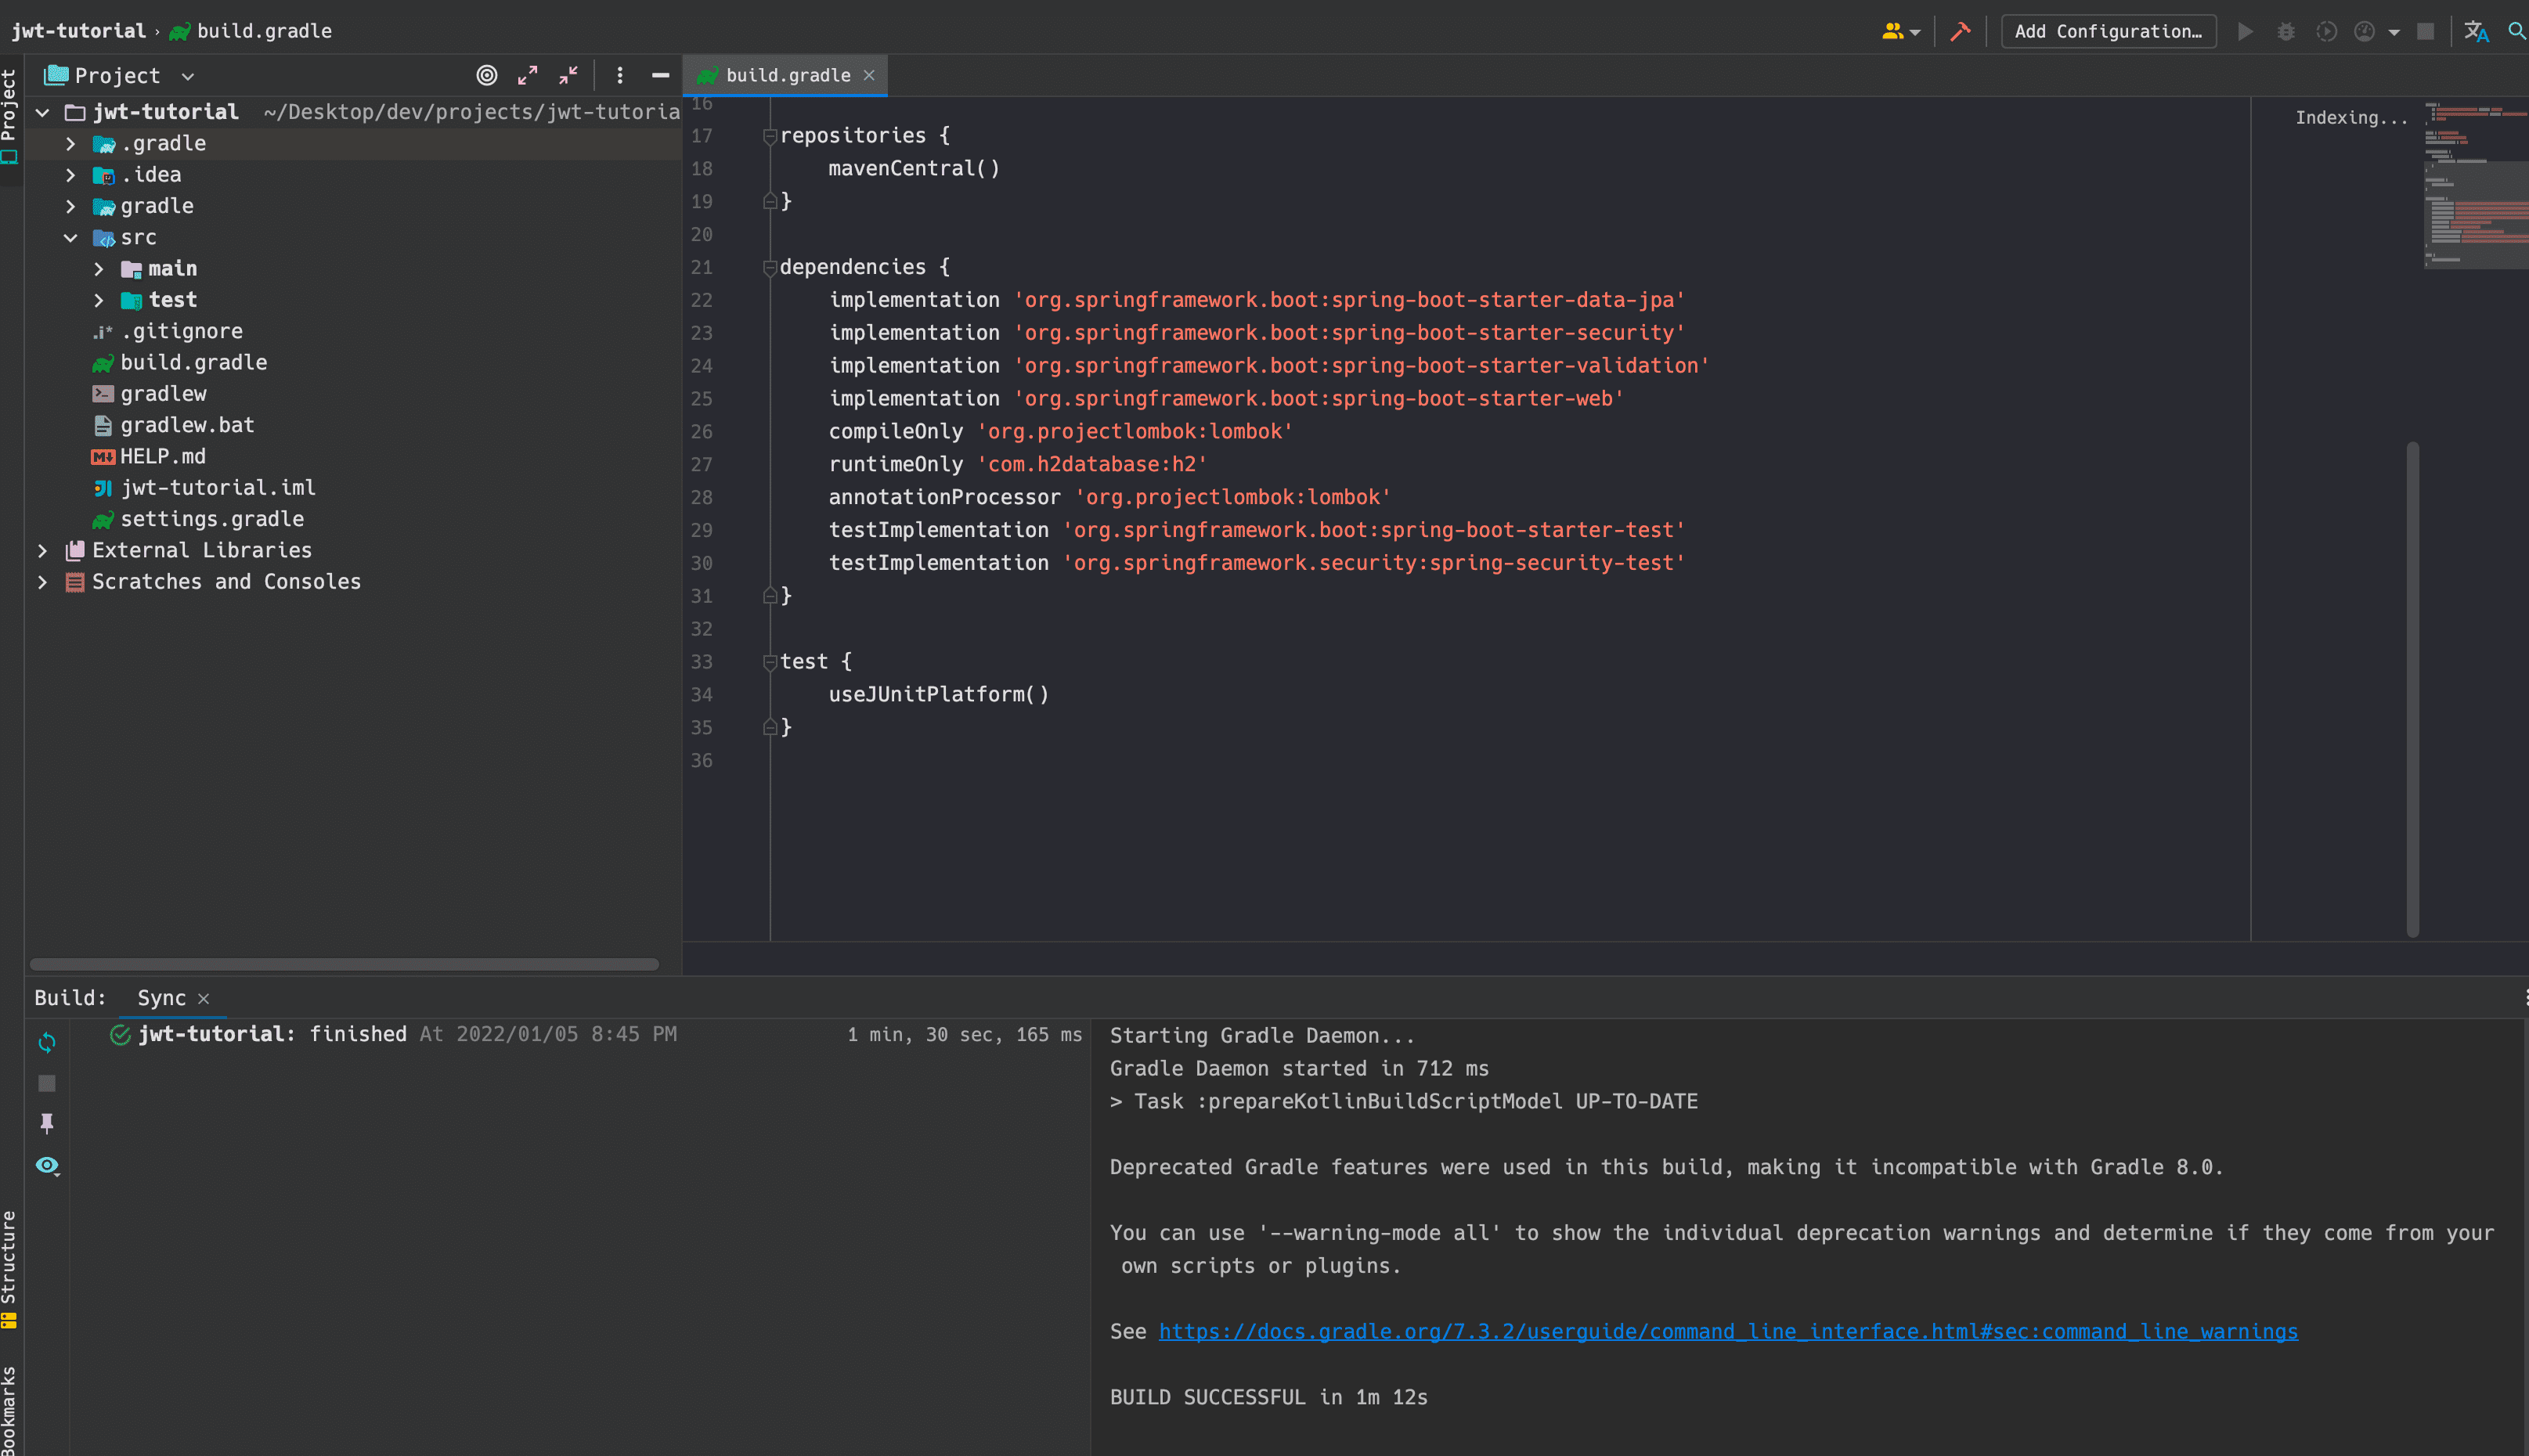 jwt-tutorial › build.gradle
Add Configuration...
Project
Project
build.gradle
jwt-tutorial ~/Desktop/dev/projects/jwt-tutoria
.gradle
.idea
gradle
src
main
test
.gitignore
build.gradle
gradlew
gradlew.bat
HELP.md
jwt-tutorial.iml
settings.gradle
External Libraries
Scratches and Consoles
16
17 repositories {
18 mavenCentral()
19 }
20
21 dependencies {
22 implementation 'org.springframework.boot:spring-boot-starter-data-jpa'
23 implementation 'org.springframework.boot:spring-boot-starter-security'
24 implementation 'org.springframework.boot:spring-boot-starter-validation'
25 implementation 'org.springframework.boot:spring-boot-starter-web'
26 compileOnly 'org.projectlombok:lombok'
27 runtimeOnly 'com.h2database:h2'
28 annotationProcessor 'org.projectlombok:lombok'
29 testImplementation 'org.springframework.boot:spring-boot-starter-test'
30 testImplementation 'org.springframework.security:spring-security-test'
31 }
32
33 test {
34 useJUnitPlatform()
35 }
36
Indexing...
Build: Sync
jwt-tutorial: finished At 2022/01/05 8:45 PM 1 min, 30 sec, 165 ms
Starting Gradle Daemon...
Gradle Daemon started in 712 ms
> Task :prepareKotlinBuildScriptModel UP-TO-DATE
Deprecated Gradle features were used in this build, making it incompatible with Gradle 8.0.
You can use '--warning-mode all' to show the individual deprecation warnings and determine if they come from your
own scripts or plugins.
See https://docs.gradle.org/7.3.2/userguide/command_line_interface.html#sec:command_line_warnings
BUILD SUCCESSFUL in 1m 12s
Structure
Bookmarks